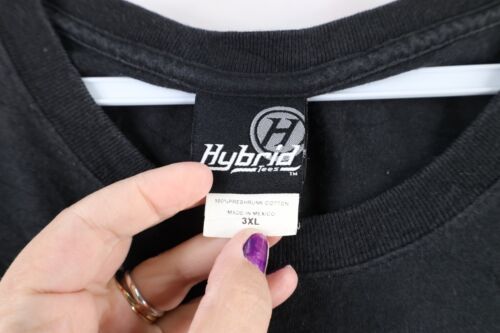 H
Hybrid
Tees
TM
100% PRESHRUNK COTTON
MADE IN MEXICO
3XL